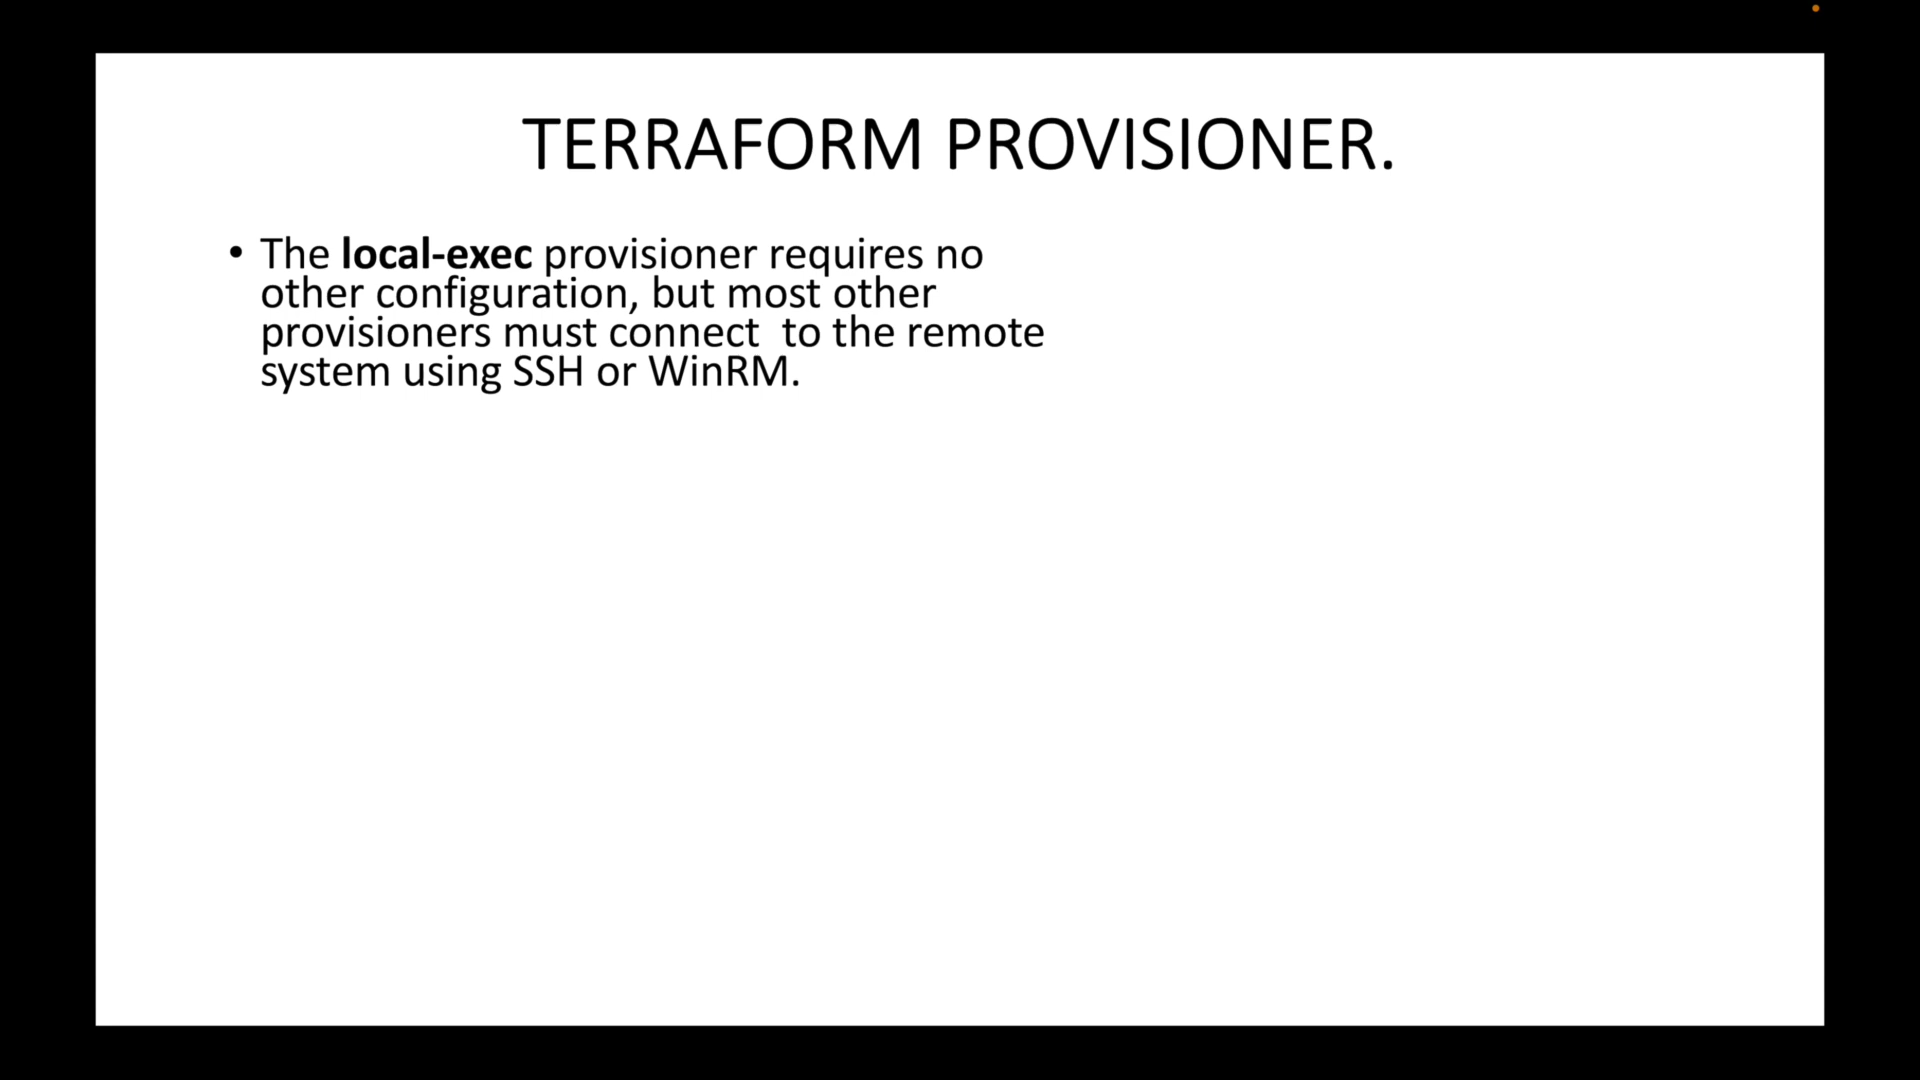 TERRAFORM PROVISIONER.
• The local-exec provisioner requires no
other configuration, but most other
provisioners must connect  to the remote
system using SSH or WinRM.